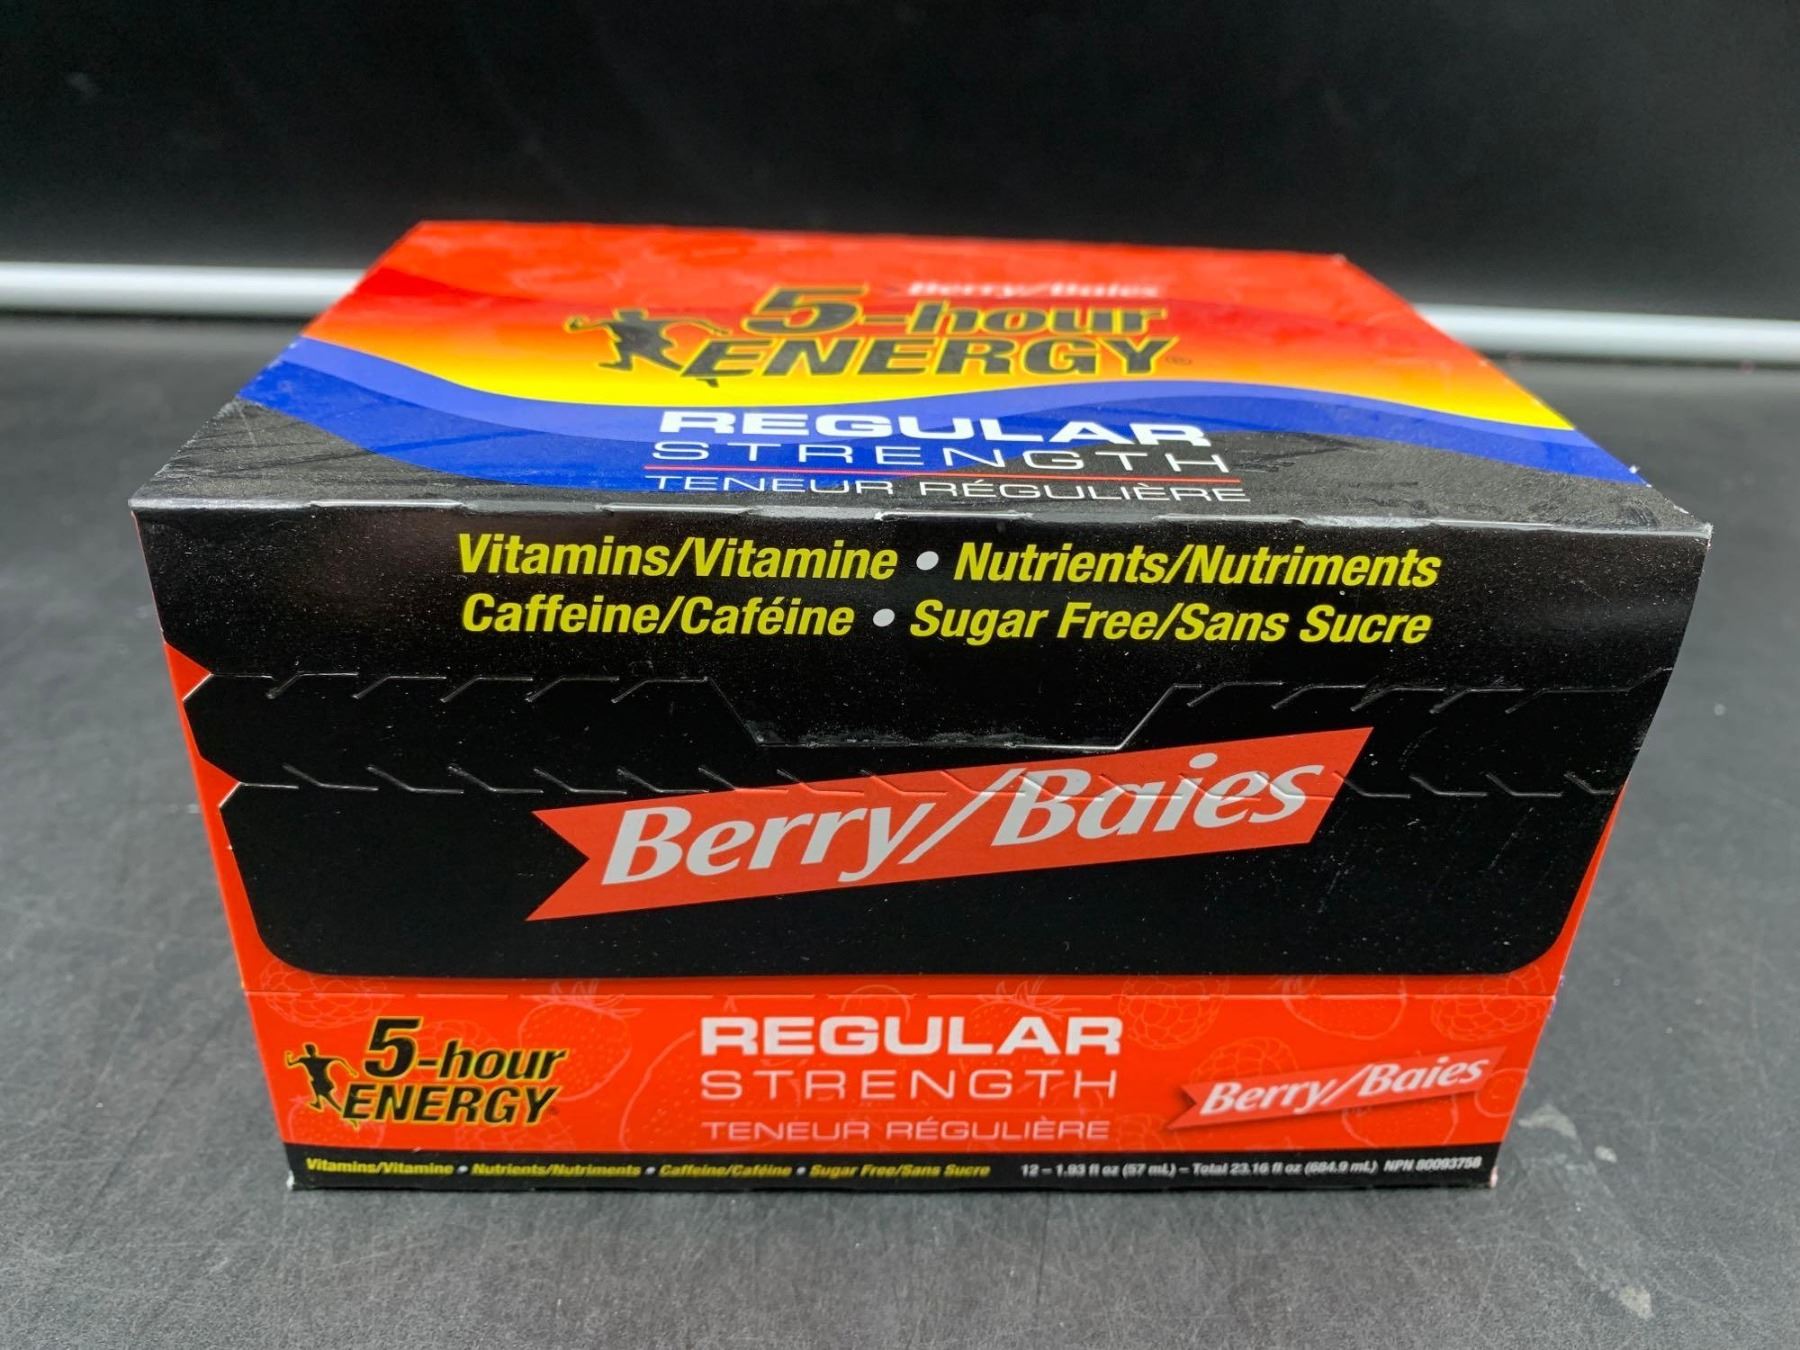 Berry/Baies
5-hour
ENERGY®
REGULAR
STRENGTH
TENEUR RÉGULIÈRE
Vitamins/Vitamine • Nutrients/Nutriments
Caffeine/Caféine • Sugar Free/Sans Sucre
Berry/Baies
5-hour
ENERGY
REGULAR
STRENGTH
TENEUR RÉGULIÈRE
Berry/Baies
Vitamins/Vitamine • Nutrients/Nutriments • Caffeine/Caféine • Sugar Free/Sans Sucre 12 – 1.93 fl oz (57 mL) – Total 23.16 fl oz (684.9 mL) NPN 80093758